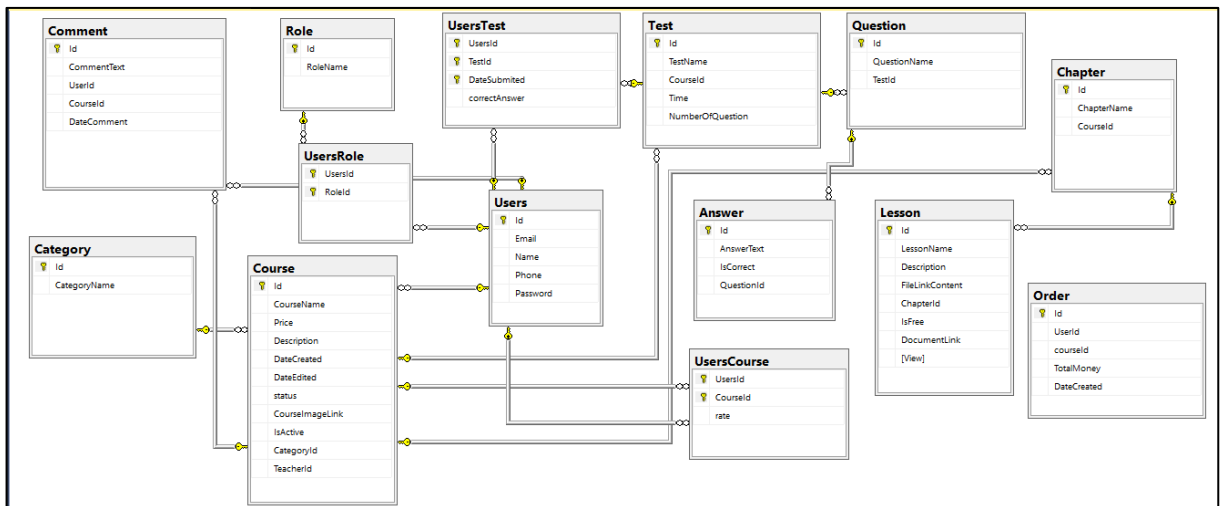 Comment
Id
CommentText
UserId
CourseId
DateComment
Role
Id
RoleName
UsersTest
UsersId
TestId
DateSubmited
correctAnswer
Test
Id
TestName
CourseId
Time
NumberOfQuestion
Question
Id
QuestionName
TestId
Chapter
Id
ChapterName
CourseId
UsersRole
UsersId
RoleId
Users
Id
Email
Name
Phone
Password
Answer
Id
AnswerText
IsCorrect
QuestionId
Lesson
Id
LessonName
Description
FileLinkContent
ChapterId
IsFree
DocumentLink
[View]
Category
Id
CategoryName
Course
Id
CourseName
Price
Description
DateCreated
DateEdited
status
CourseImageLink
IsActive
CategoryId
TeacherId
Order
Id
UserId
courseId
TotalMoney
DateCreated
UsersCourse
UsersId
CourseId
rate